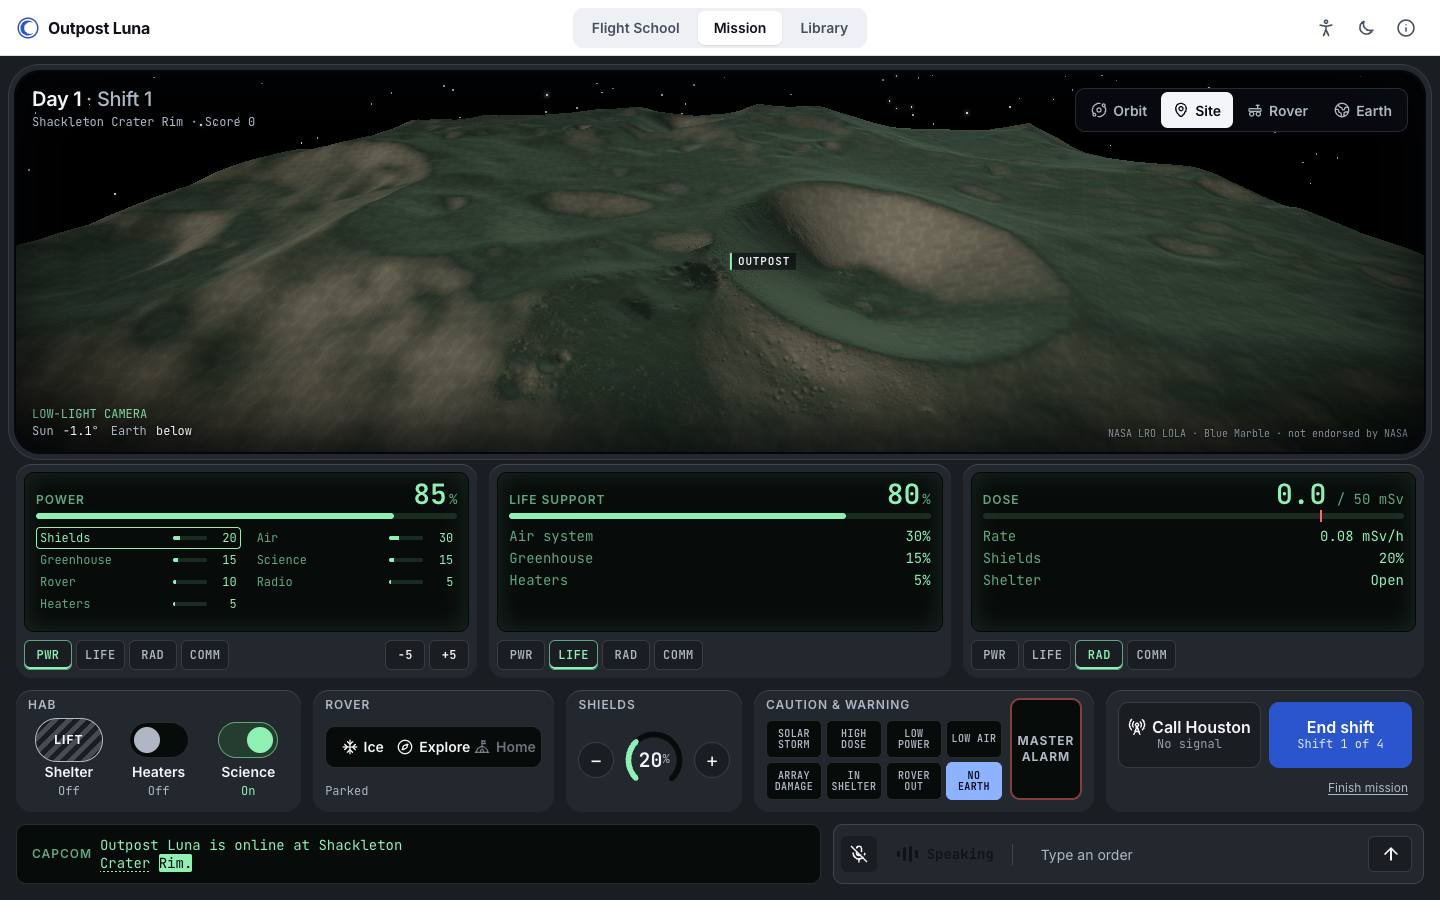 Outpost Luna
Flight School
Mission
Library
Day 1 · Shift 1
Shackleton Crater Rim · Score 0
Orbit
Site
Rover
Earth
OUTPOST
LOW-LIGHT CAMERA
Sun -1.1° Earth below
NASA LRO LOLA · Blue Marble · not endorsed by NASA
POWER 85%
Shields 20 Air 30
Greenhouse 15 Science 15
Rover 10 Radio 5
Heaters 5
PWR LIFE RAD COMM -5 +5
LIFE SUPPORT 80%
Air system 30%
Greenhouse 15%
Heaters 5%
PWR LIFE RAD COMM
DOSE 0.0 / 50 mSv
Rate 0.08 mSv/h
Shields 20%
Shelter Open
PWR LIFE RAD COMM
HAB
LIFT
Shelter Heaters Science
Off Off On
ROVER
Ice Explore Home
Parked
SHIELDS
− 20% +
CAUTION & WARNING
SOLAR STORM
HIGH DOSE
LOW POWER
LOW AIR
ARRAY DAMAGE
IN SHELTER
ROVER OUT
NO EARTH
MASTER ALARM
Call Houston
No signal
End shift
Shift 1 of 4
Finish mission
CAPCOM
Outpost Luna is online at Shackleton
Crater Rim.
Speaking
Type an order